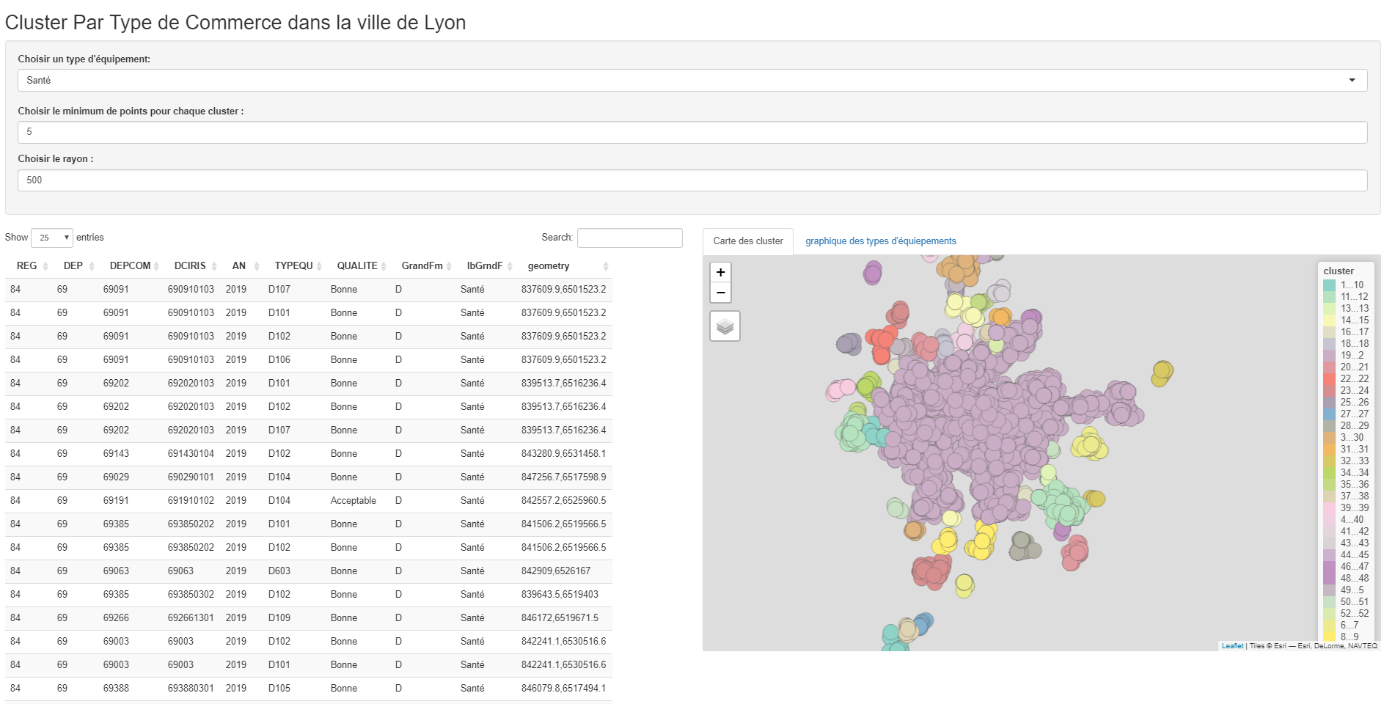 Cluster Par Type de Commerce dans la ville de Lyon
Choisir un type d'équipement:
Santé
Choisir le minimum de points pour chaque cluster :
5
Choisir le rayon :
500
Show 25 entries Search:
REG DEP DEPCOM DCIRIS AN TYPEQU QUALITE GrandFm lbGrndF geometry
84 69 69091 690910103 2019 D107 Bonne D Santé 837609.9,6501523.2
84 69 69091 690910103 2019 D101 Bonne D Santé 837609.9,6501523.2
84 69 69091 690910103 2019 D102 Bonne D Santé 837609.9,6501523.2
84 69 69091 690910103 2019 D106 Bonne D Santé 837609.9,6501523.2
84 69 69202 692020103 2019 D101 Bonne D Santé 839513.7,6516236.4
84 69 69202 692020103 2019 D102 Bonne D Santé 839513.7,6516236.4
84 69 69202 692020103 2019 D107 Bonne D Santé 839513.7,6516236.4
84 69 69143 691430104 2019 D102 Bonne D Santé 843280.9,6531458.1
84 69 69029 690290101 2019 D104 Bonne D Santé 847256.7,6517598.9
84 69 69191 691910102 2019 D104 Acceptable D Santé 842557.2,6525960.5
84 69 69385 693850202 2019 D101 Bonne D Santé 841506.2,6519566.5
84 69 69385 693850202 2019 D102 Bonne D Santé 841506.2,6519566.5
84 69 69063 69063 2019 D603 Bonne D Santé 842909,6526167
84 69 69385 693850302 2019 D102 Bonne D Santé 839643.5,6519403
84 69 69266 692661301 2019 D109 Bonne D Santé 846172,6519671.5
84 69 69003 69003 2019 D102 Bonne D Santé 842241.1,6530516.6
84 69 69003 69003 2019 D101 Bonne D Santé 842241.1,6530516.6
84 69 69388 693880301 2019 D105 Bonne D Santé 846079.8,6517494.1
Carte des cluster graphique des types d'équiepements
+
−
cluster
1...10
11...12
13...13
14...15
16...17
18...18
19...2
20...21
22...22
23...24
25...26
27...27
28...29
3...30
31...31
32...33
34...34
35...36
37...38
39...39
4...40
41...42
43...43
44...45
46...47
48...48
49...5
50...51
52...52
6...7
8...9
Leaflet | Tiles © Esri — Esri, DeLorme, NAVTEQ